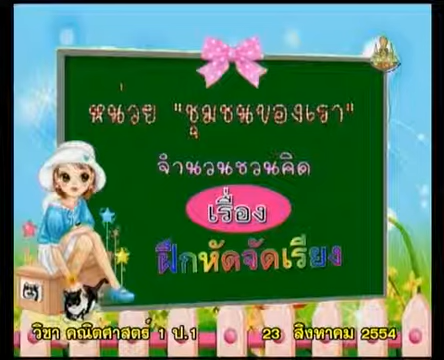 หน่วย "ชุมชนของเรา"
จำนวนชวนคิด
เรื่อง
ฝึกหัดจัดเรียง
วิชา คณิตศาสตร์ 1 ป.1
23 สิงหาคม 2554